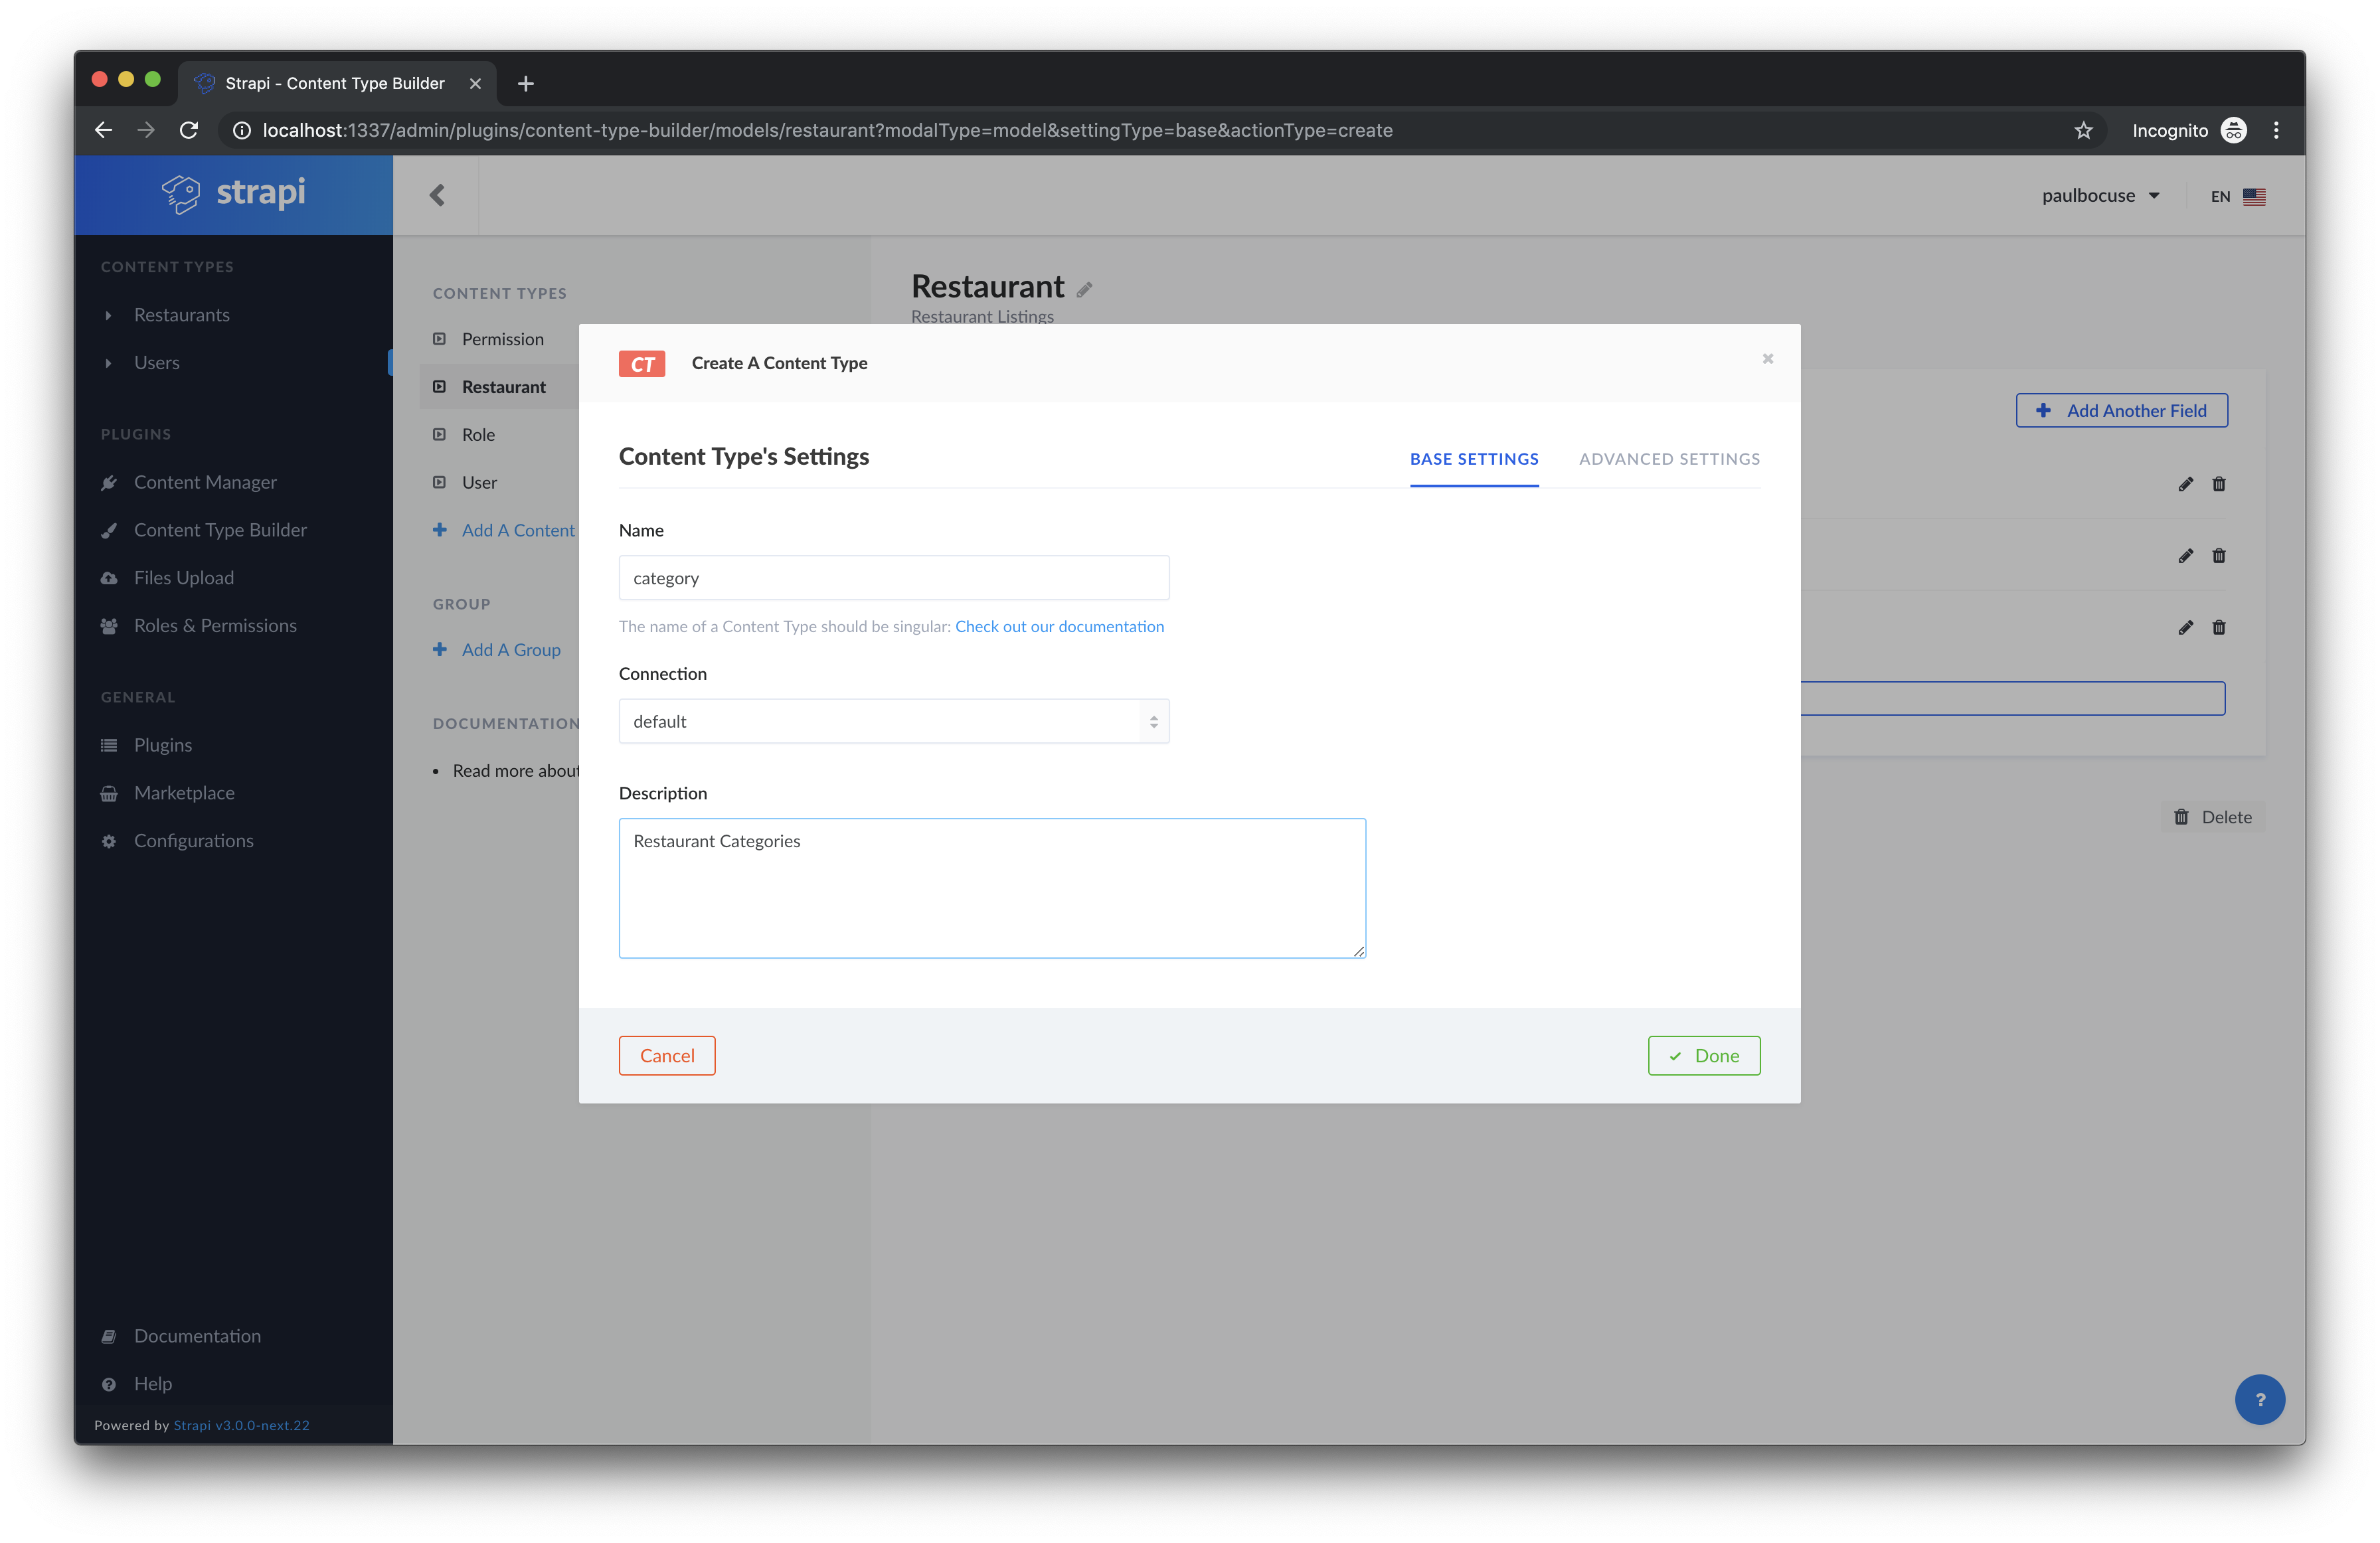 Strapi - Content Type Builder
localhost:1337/admin/plugins/content-type-builder/models/restaurant?modalType=model&settingType=base&actionType=create
Incognito
strapi
paulbocuse
EN
CONTENT TYPES
Restaurants
Users
PLUGINS
Content Manager
Content Type Builder
Files Upload
Roles & Permissions
GENERAL
Plugins
Marketplace
Configurations
Documentation
Help
Powered by Strapi v3.0.0-next.22
CONTENT TYPES
Permission
Restaurant
Role
User
Add A Content
GROUP
Add A Group
DOCUMENTATION
Read more about
Restaurant
Restaurant Listings
Add Another Field
Delete
CT Create A Content Type
Content Type's Settings
BASE SETTINGS
ADVANCED SETTINGS
Name
category
The name of a Content Type should be singular: Check out our documentation
Connection
default
Description
Restaurant Categories
Cancel
Done
?